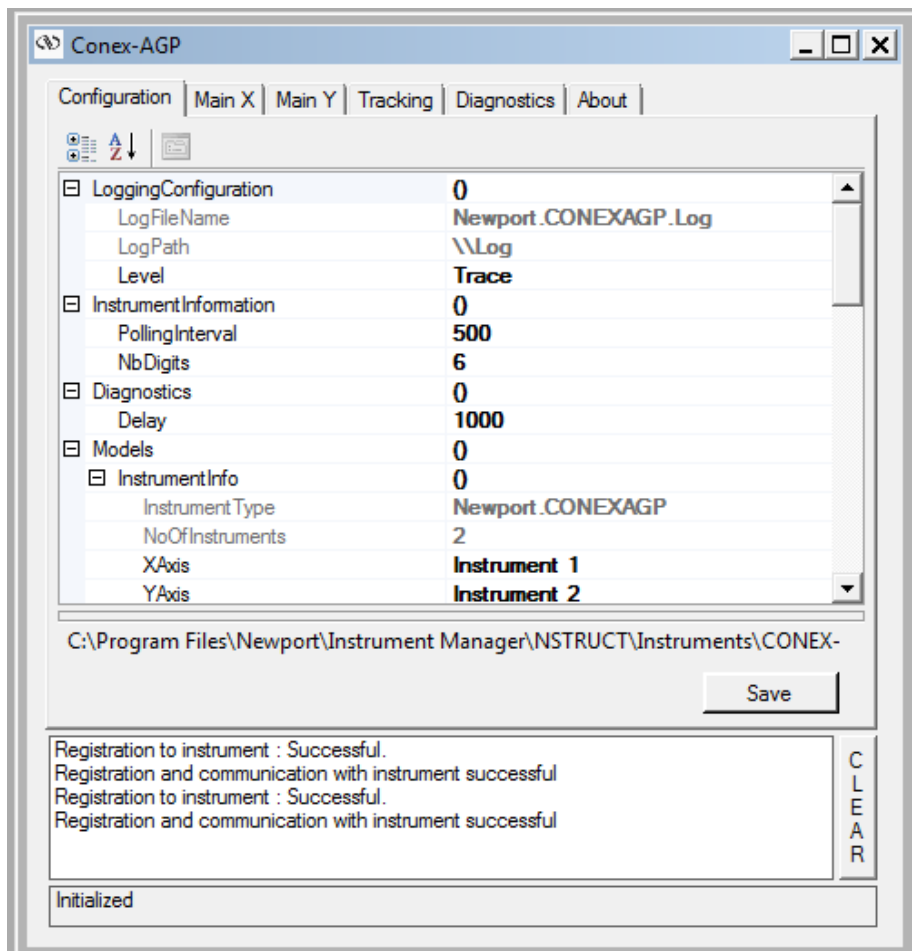 Conex-AGP
Configuration Main X Main Y Tracking Diagnostics About
A
Z
LoggingConfiguration ()
LogFileName Newport.CONEXAGP.Log
LogPath \\Log
Level Trace
InstrumentInformation ()
PollingInterval 500
NbDigits 6
Diagnostics ()
Delay 1000
Models ()
InstrumentInfo ()
InstrumentType Newport.CONEXAGP
NoOfInstruments 2
XAxis Instrument 1
YAxis Instrument 2
C:\Program Files\Newport\Instrument Manager\NSTRUCT\Instruments\CONEX-
Save
Registration to instrument : Successful.
Registration and communication with instrument successful
Registration to instrument : Successful.
Registration and communication with instrument successful
CLEAR
Initialized